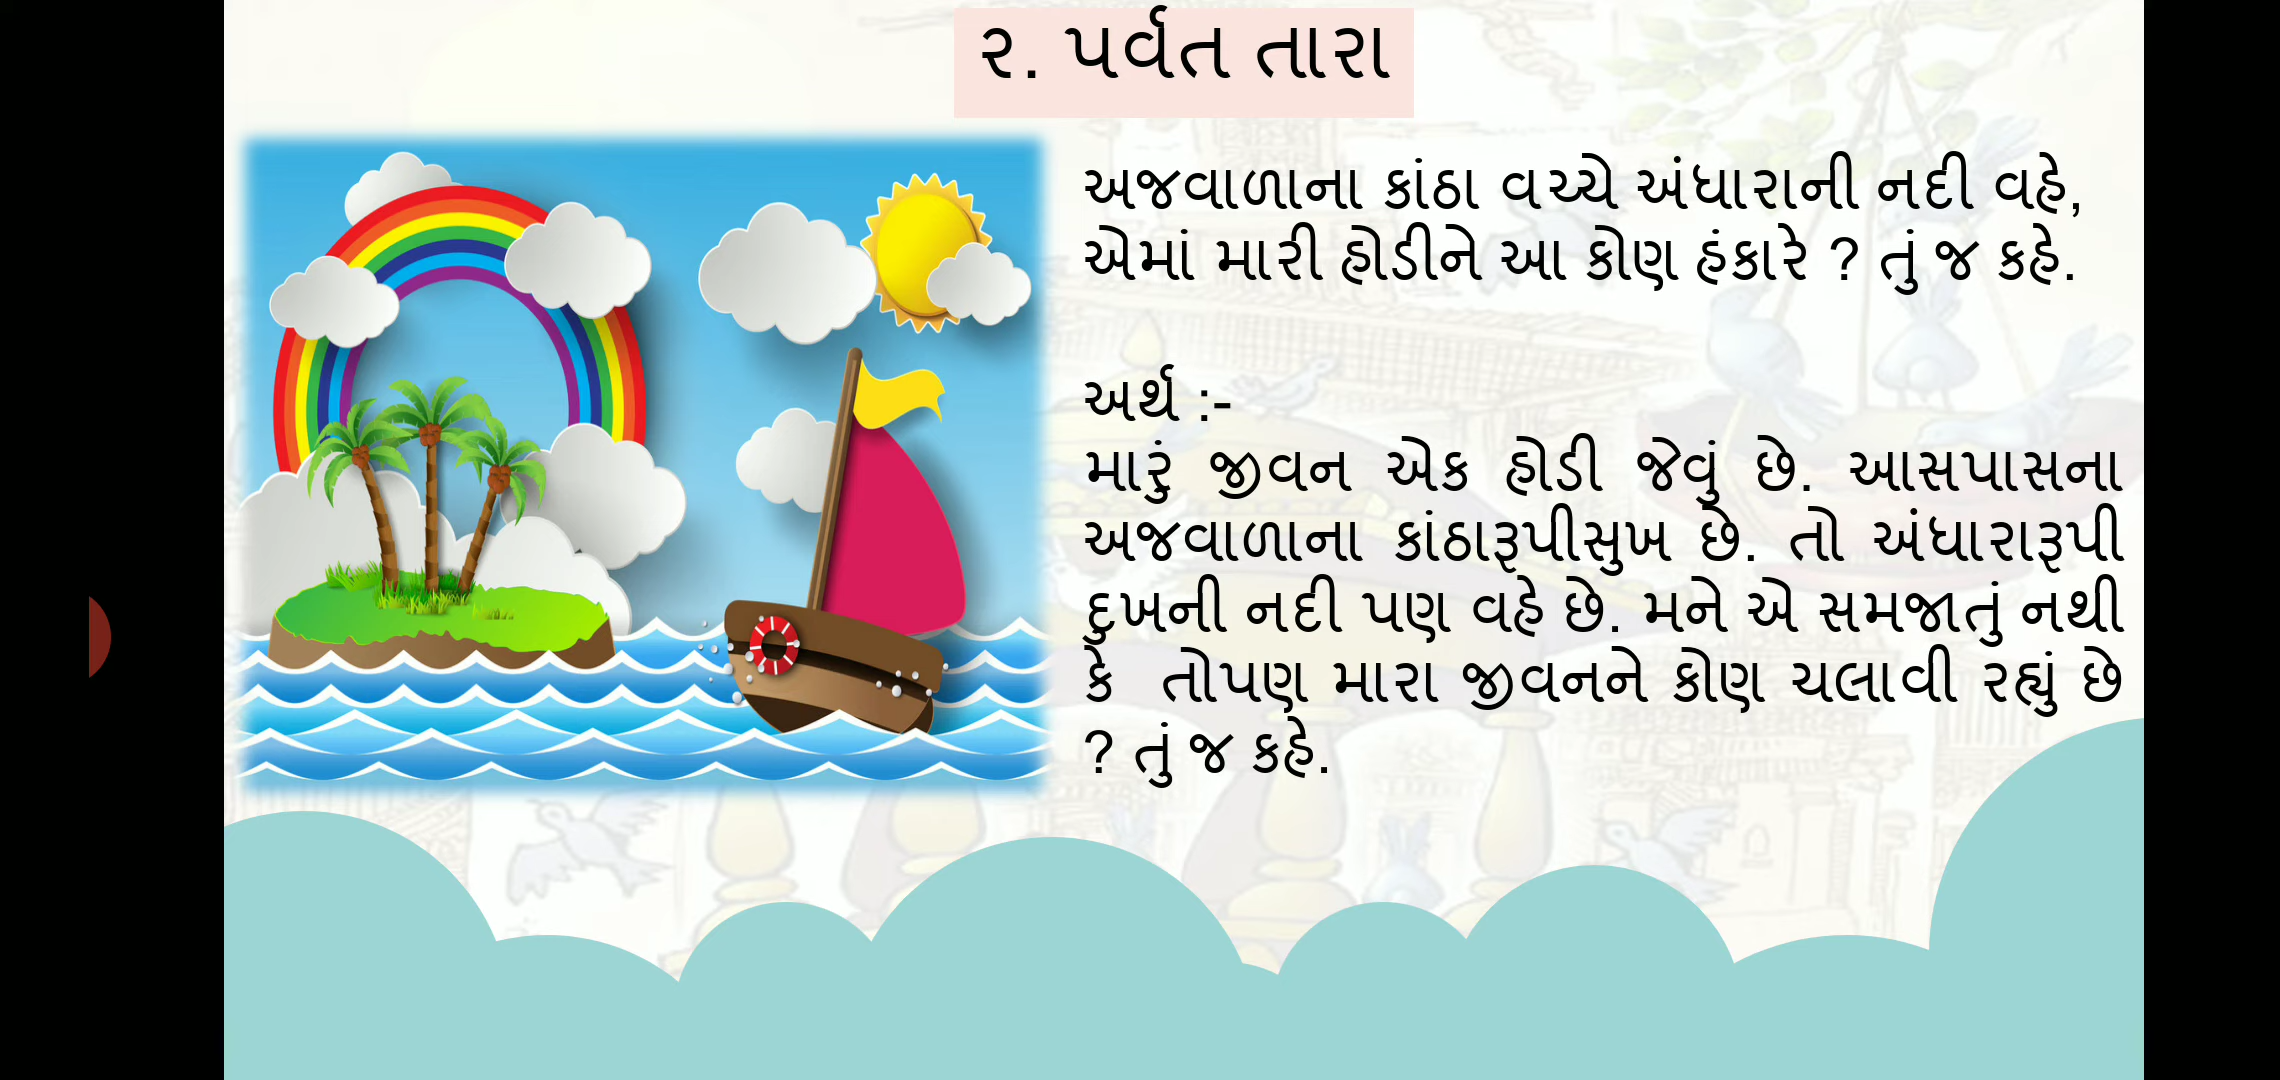 ૨. પર્વત તારા
અજવાળાના કાંઠા વચ્ચે અંધારાની નદી વહે,
એમાં મારી હોડીને આ કોણ હંકારે ? તું જ કહે.
અર્થ :-
મારું જીવન એક હોડી જેવું છે. આસપાસના
અજવાળાના કાંઠારૂપીસુખ છે. તો અંધારારૂપી
દુખની નદી પણ વહે છે. મને એ સમજાતું નથી
કે તોપણ મારા જીવનને કોણ ચલાવી રહ્યું છે
? તું જ કહે.